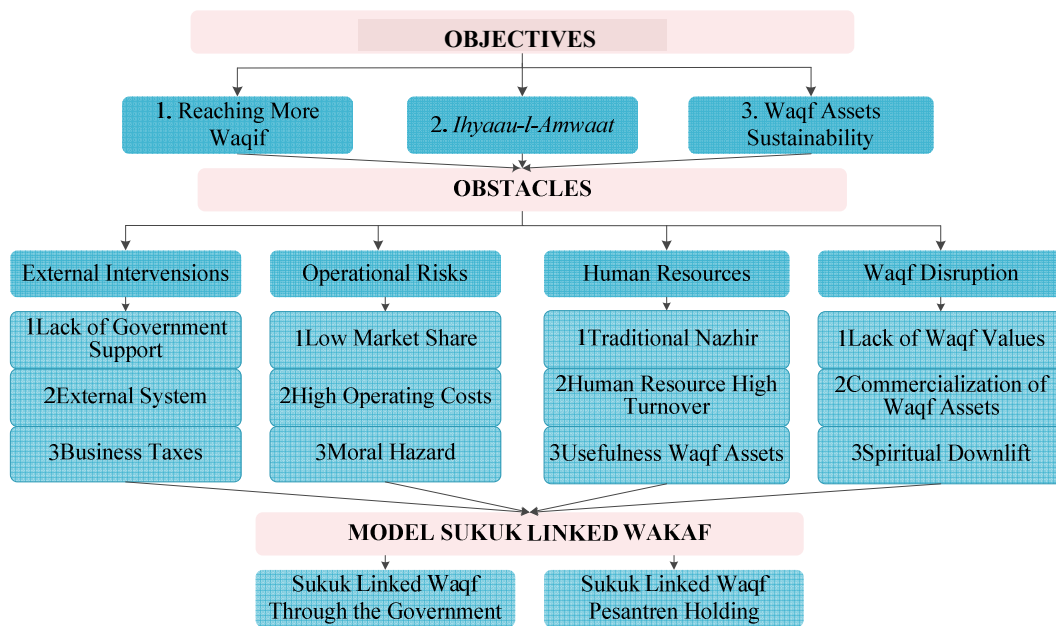 OBJECTIVES
1. Reaching More
Waqif
2. Ihyaau-l-Amwaat
3. Waqf Assets
Sustainability
OBSTACLES
External Intervensions
1Lack of Government
Support
2External System
3Business Taxes
Operational Risks
1Low Market Share
2High Operating Costs
3Moral Hazard
Human Resources
1Traditional Nazhir
2Human Resource High
Turnover
3Usefulness Waqf Assets
Waqf Disruption
1Lack of Waqf Values
2Commercialization of
Waqf Assets
3Spiritual Downlift
MODEL SUKUK LINKED WAKAF
Sukuk Linked Waqf
Through the Government
Sukuk Linked Waqf
Pesantren Holding